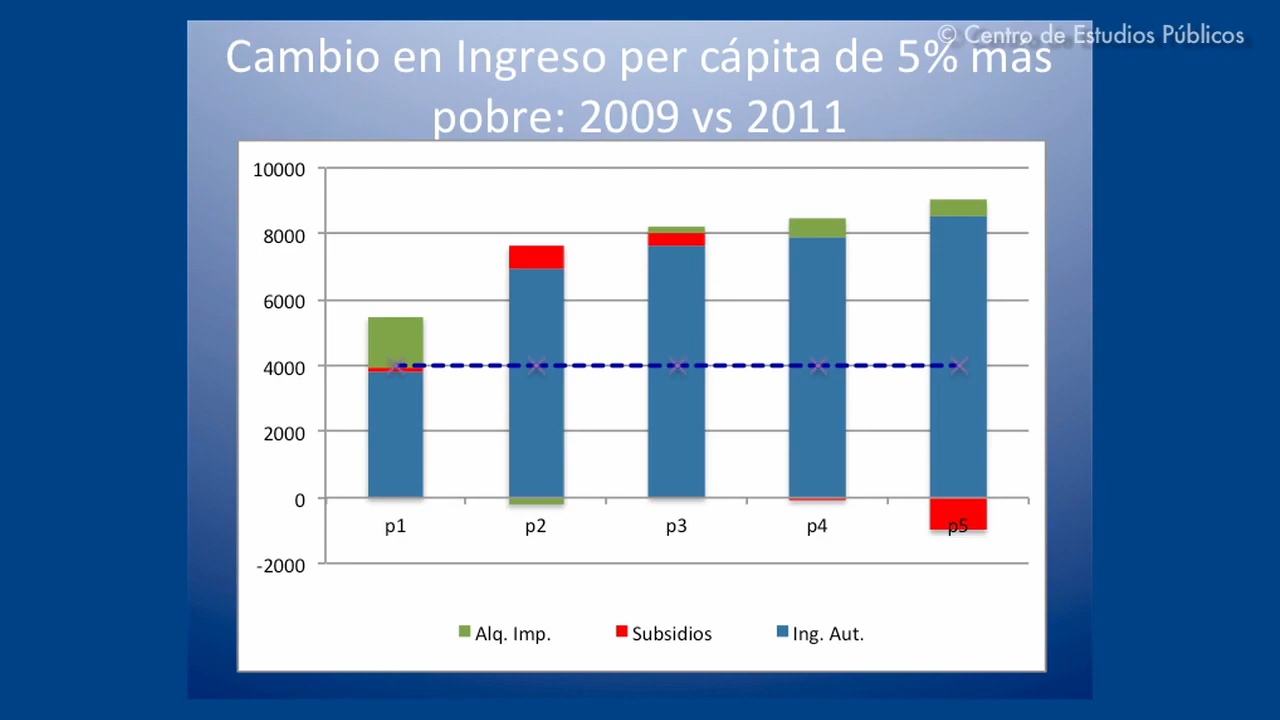 © Centro de Estudios Públicos
Cambio en Ingreso per cápita de 5% más
pobre: 2009 vs 2011
10000
8000
6000
4000
2000
0
-2000
p1 p2 p3 p4 p5
Alq. Imp. Subsidios Ing. Aut.